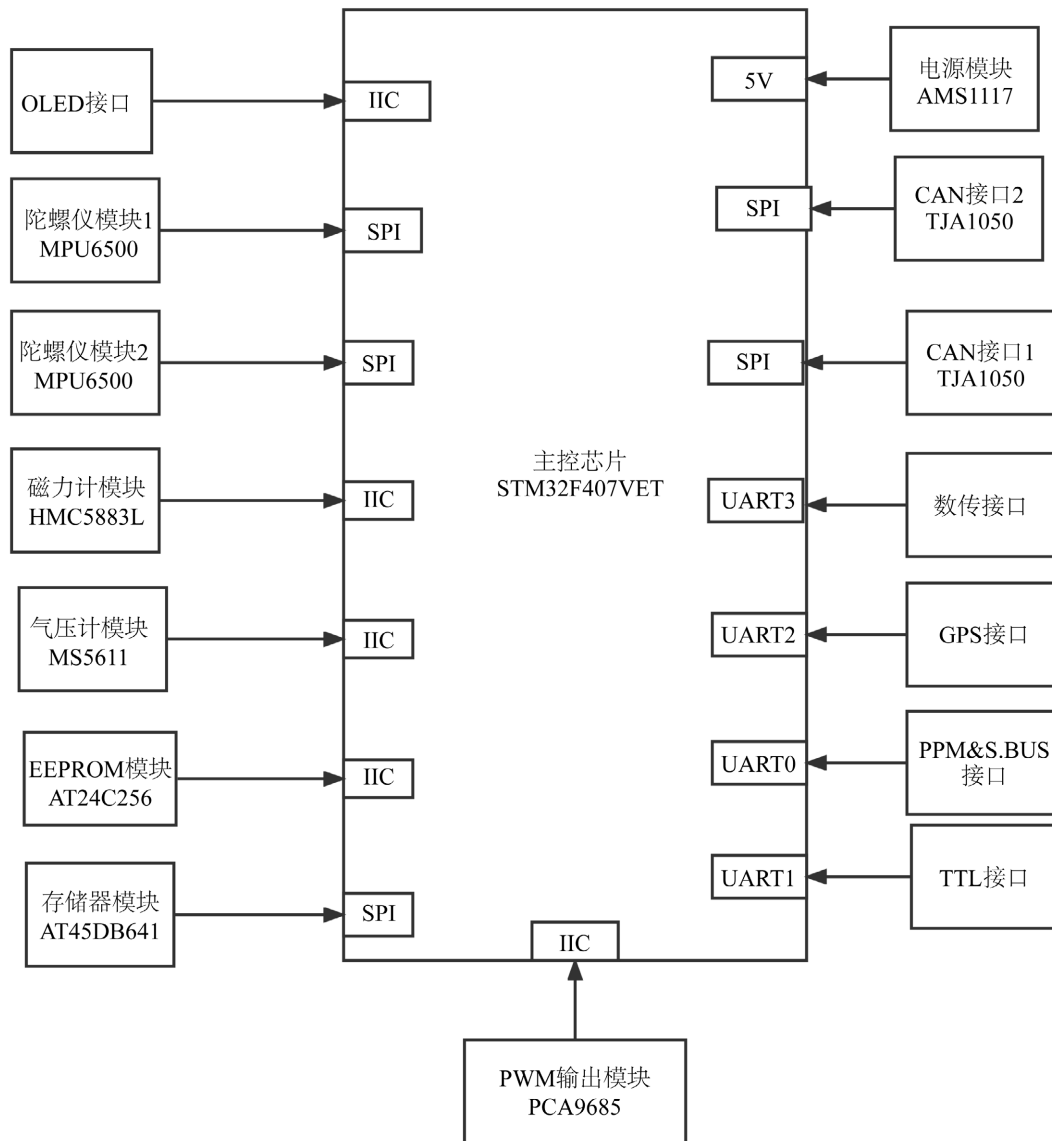 OLED接口
IIC
陀螺仪模块1
MPU6500
SPI
陀螺仪模块2
MPU6500
SPI
磁力计模块
HMC5883L
IIC
气压计模块
MS5611
IIC
EEPROM模块
AT24C256
IIC
存储器模块
AT45DB641
SPI
主控芯片
STM32F407VET
5V
电源模块
AMS1117
SPI
CAN接口2
TJA1050
SPI
CAN接口1
TJA1050
UART3
数传接口
UART2
GPS接口
UART0
PPM&S.BUS
接口
UART1
TTL接口
IIC
PWM输出模块
PCA9685